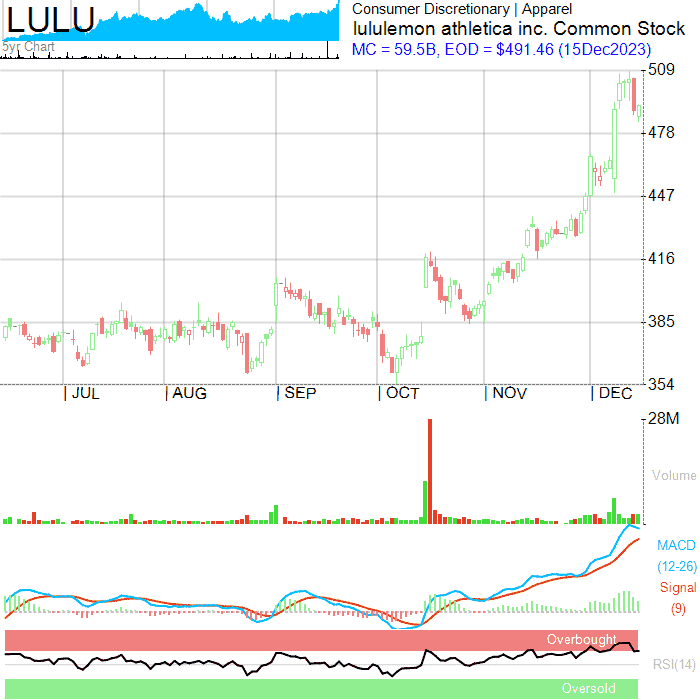 LULU
5yr Chart
Consumer Discretionary | Apparel
lululemon athletica inc. Common Stock
MC = 59.5B, EOD = $491.46 (15Dec2023)
509
478
447
416
385
354
JUL AUG SEP OCT NOV DEC
28M
Volume
MACD
(12-26)
Signal
(9)
Overbought
RSI(14)
Oversold